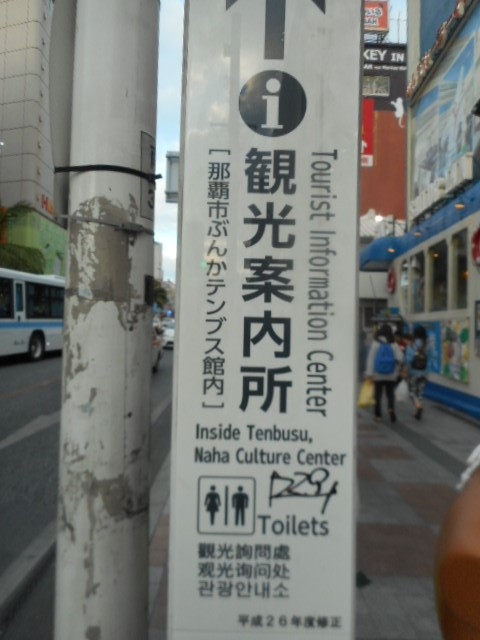 KEY IN
i
観光案内所
Tourist Information Center
[那覇市ぶんかテンブス館内]
Inside Tenbusu,
Naha Culture Center
Toilets
観光詢問處
观光询问处
관광안내소
平成26年度修正